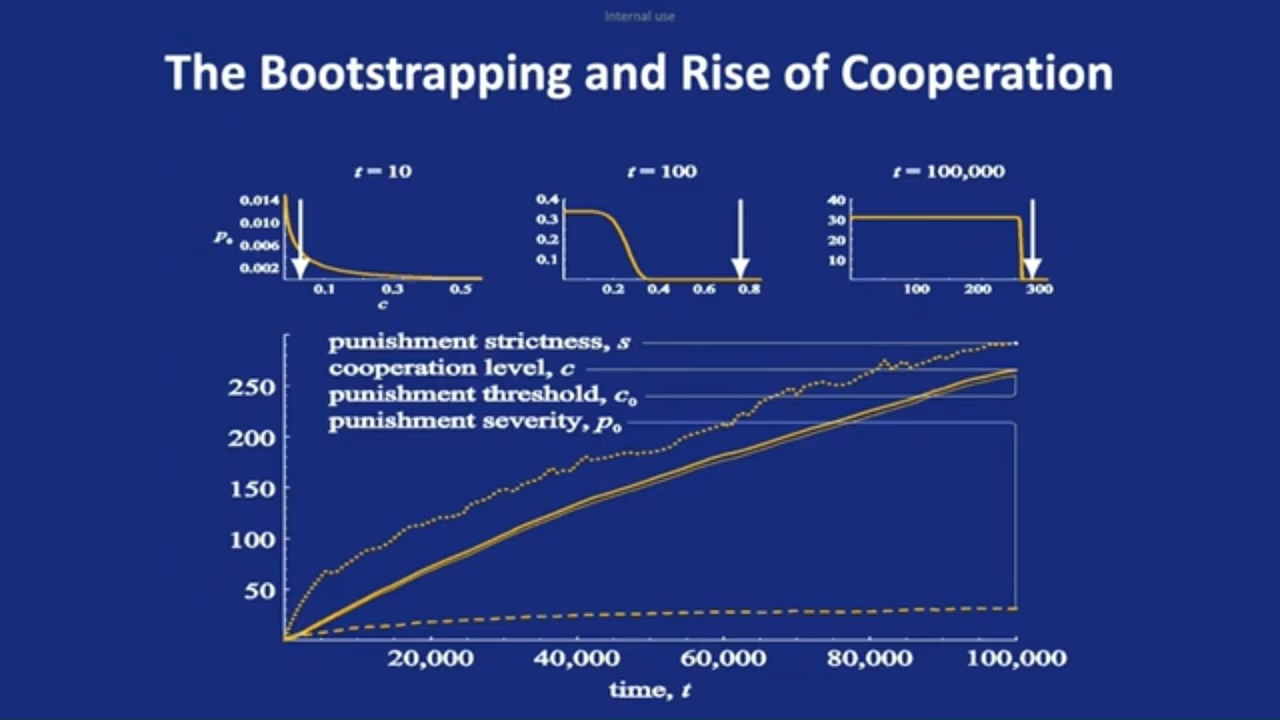 Internal use
The Bootstrapping and Rise of Cooperation
t = 10
t = 100
t = 100,000
0.014
0.010
0.006
0.002
pₒ
0.1 0.3 0.5
c
0.4
0.3
0.2
0.1
0.2 0.4 0.6 0.8
40
30
20
10
100 200 300
punishment strictness, s
cooperation level, c
punishment threshold, c₀
punishment severity, p₀
250
200
150
100
50
20,000 40,000 60,000 80,000 100,000
time, t